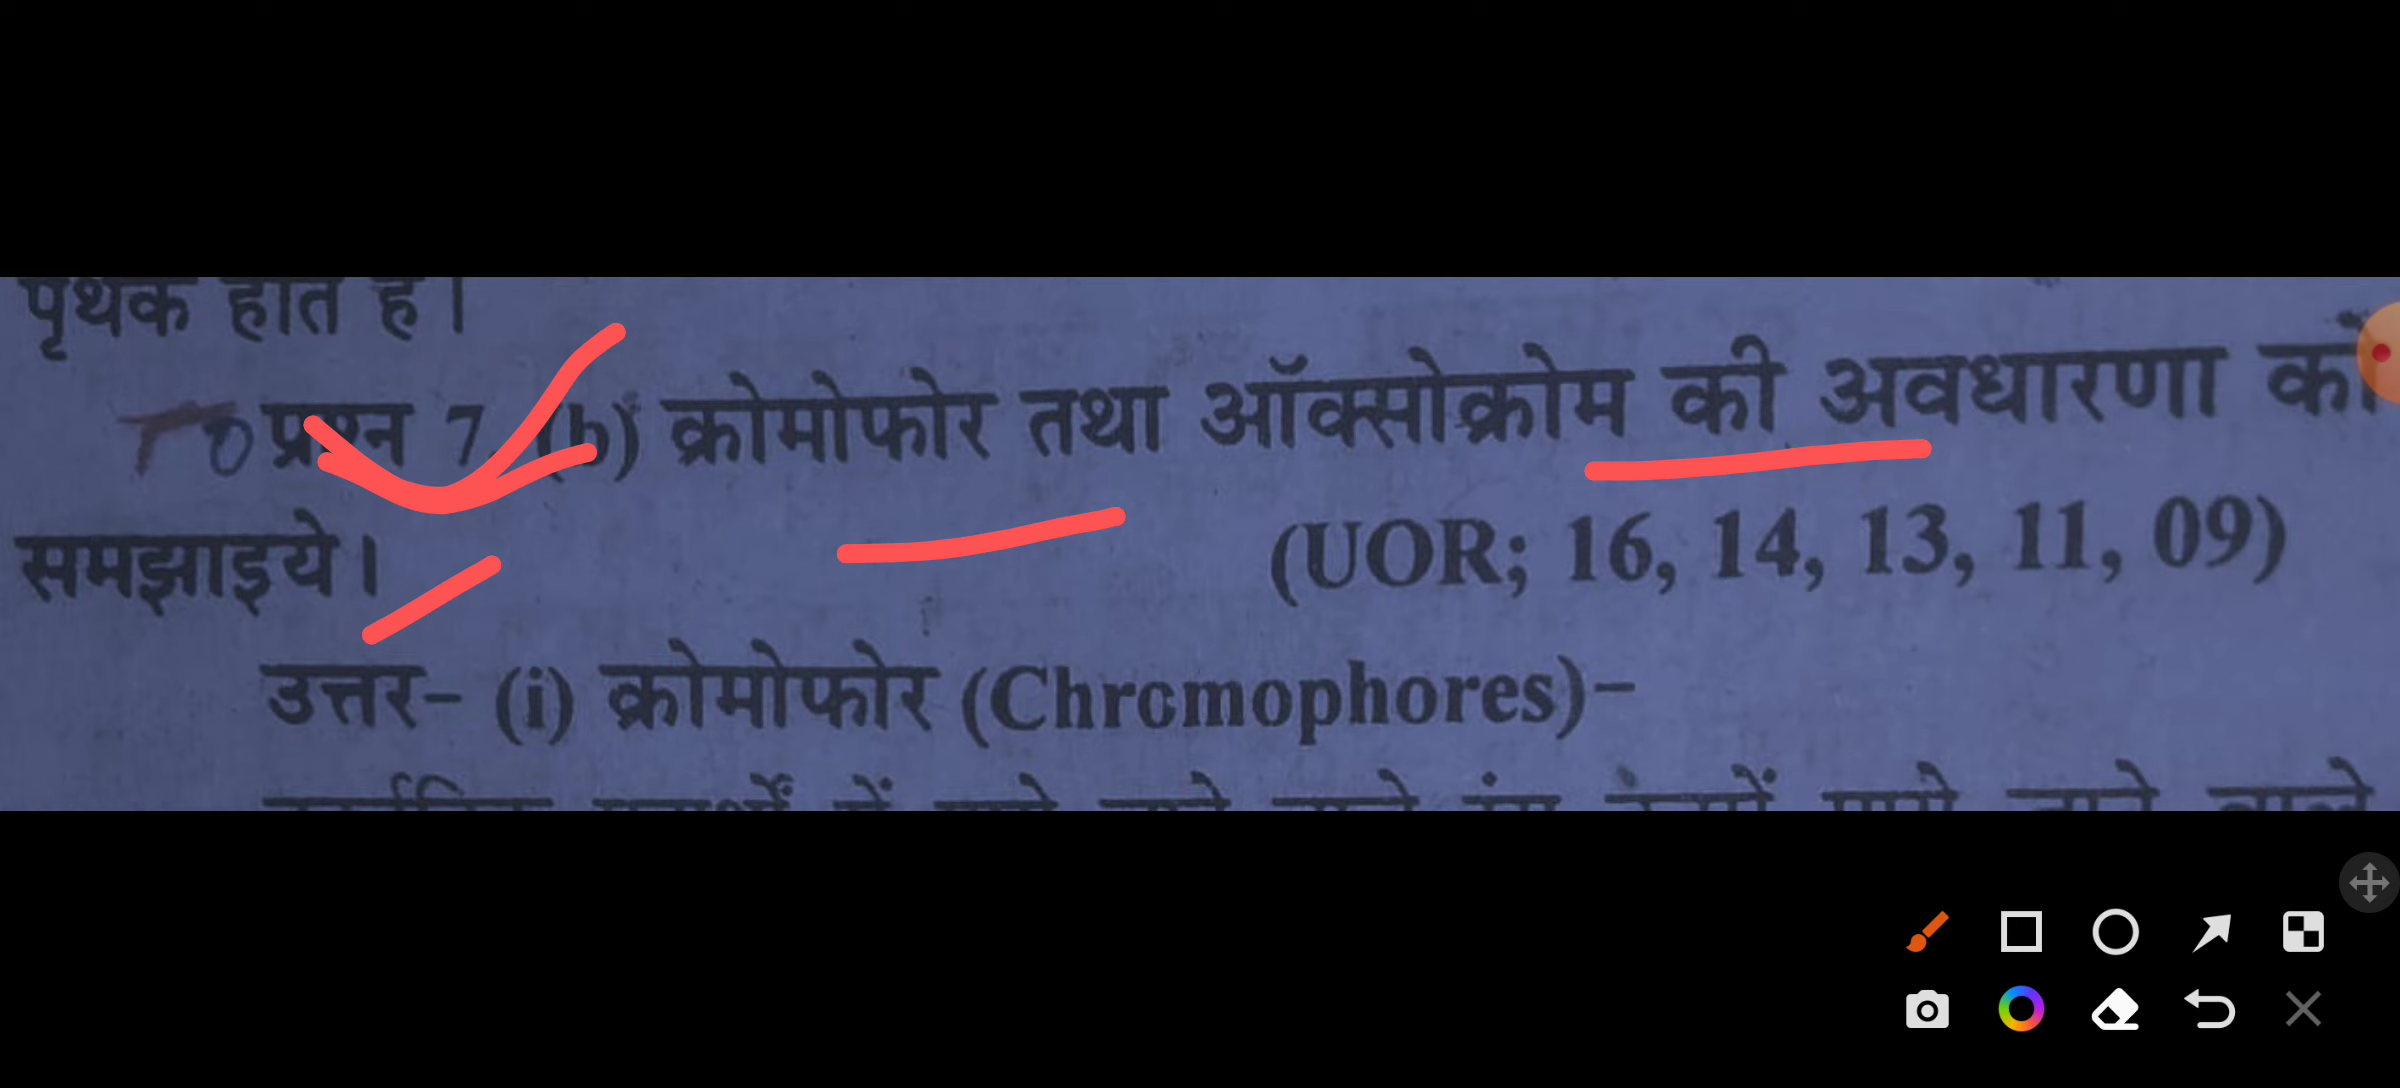 पृथक होते हैं।
प्रश्न 7. (b) क्रोमोफोर तथा ऑक्सोक्रोम की अवधारणा को
समझाइये। (UOR; 16, 14, 13, 11, 09)
उत्तर– (i) क्रोमोफोर (Chromophores)–